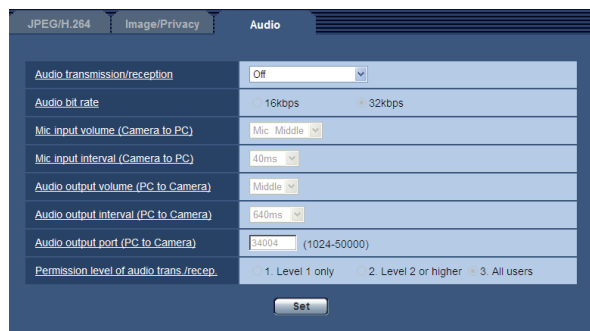 JPEG/H.264 Image/Privacy Audio
Audio transmission/reception Off
Audio bit rate 16kbps 32kbps
Mic input volume (Camera to PC) Mic Middle
Mic input interval (Camera to PC) 40ms
Audio output volume (PC to Camera) Middle
Audio output interval (PC to Camera) 640ms
Audio output port (PC to Camera) 34004 (1024-50000)
Permission level of audio trans./recep. 1. Level 1 only 2. Level 2 or higher 3. All users
Set